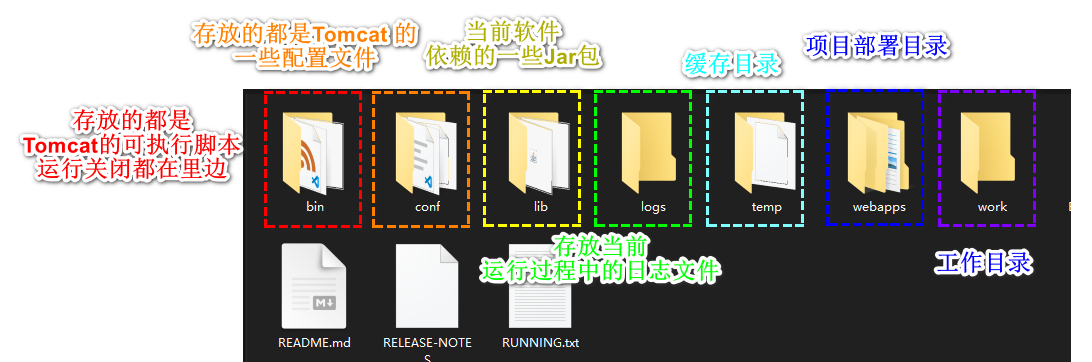 存放的都是Tomcat 的
一些配置文件
当前软件
依赖的一些Jar包
缓存目录
项目部署目录
存放的都是
Tomcat的可执行脚本
运行关闭都在里边
bin
conf
lib
logs
temp
webapps
work
存放当前
运行过程中的日志文件
工作目录
README.md
RELEASE-NOTE
S
RUNNING.txt